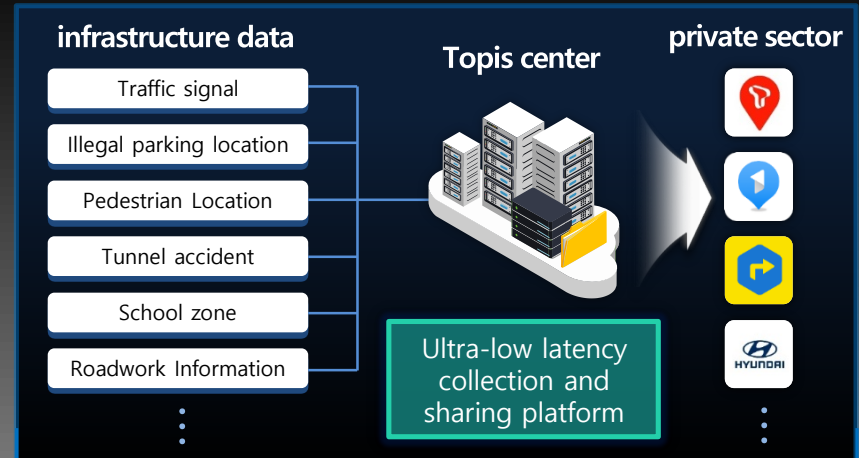 infrastructure data
Traffic signal
Illegal parking location
Pedestrian Location
Tunnel accident
School zone
Roadwork Information
Topis center
Ultra-low latency
collection and
sharing platform
private sector
HYUNDAI